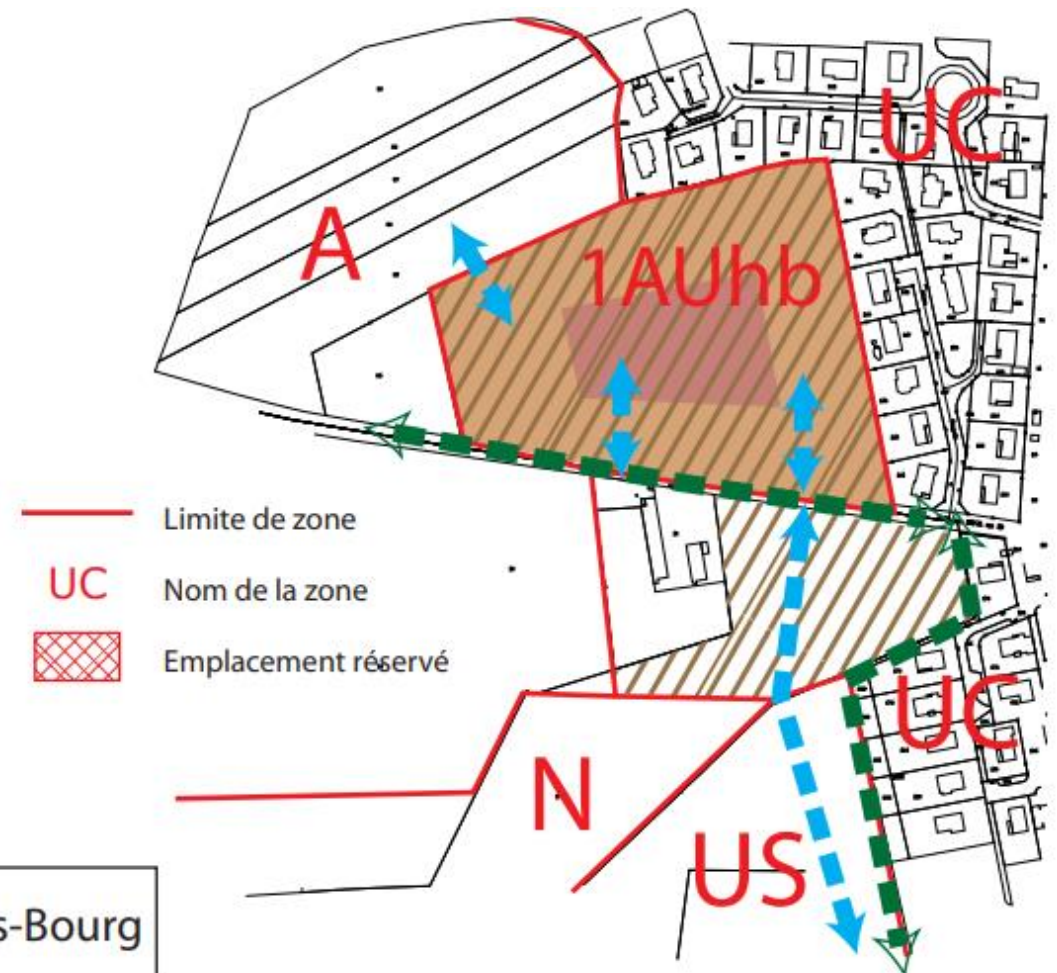 UC
A
1AUhb
Limite de zone
UC
Nom de la zone
Emplacement réservé
UC
N
US
s-Bourg